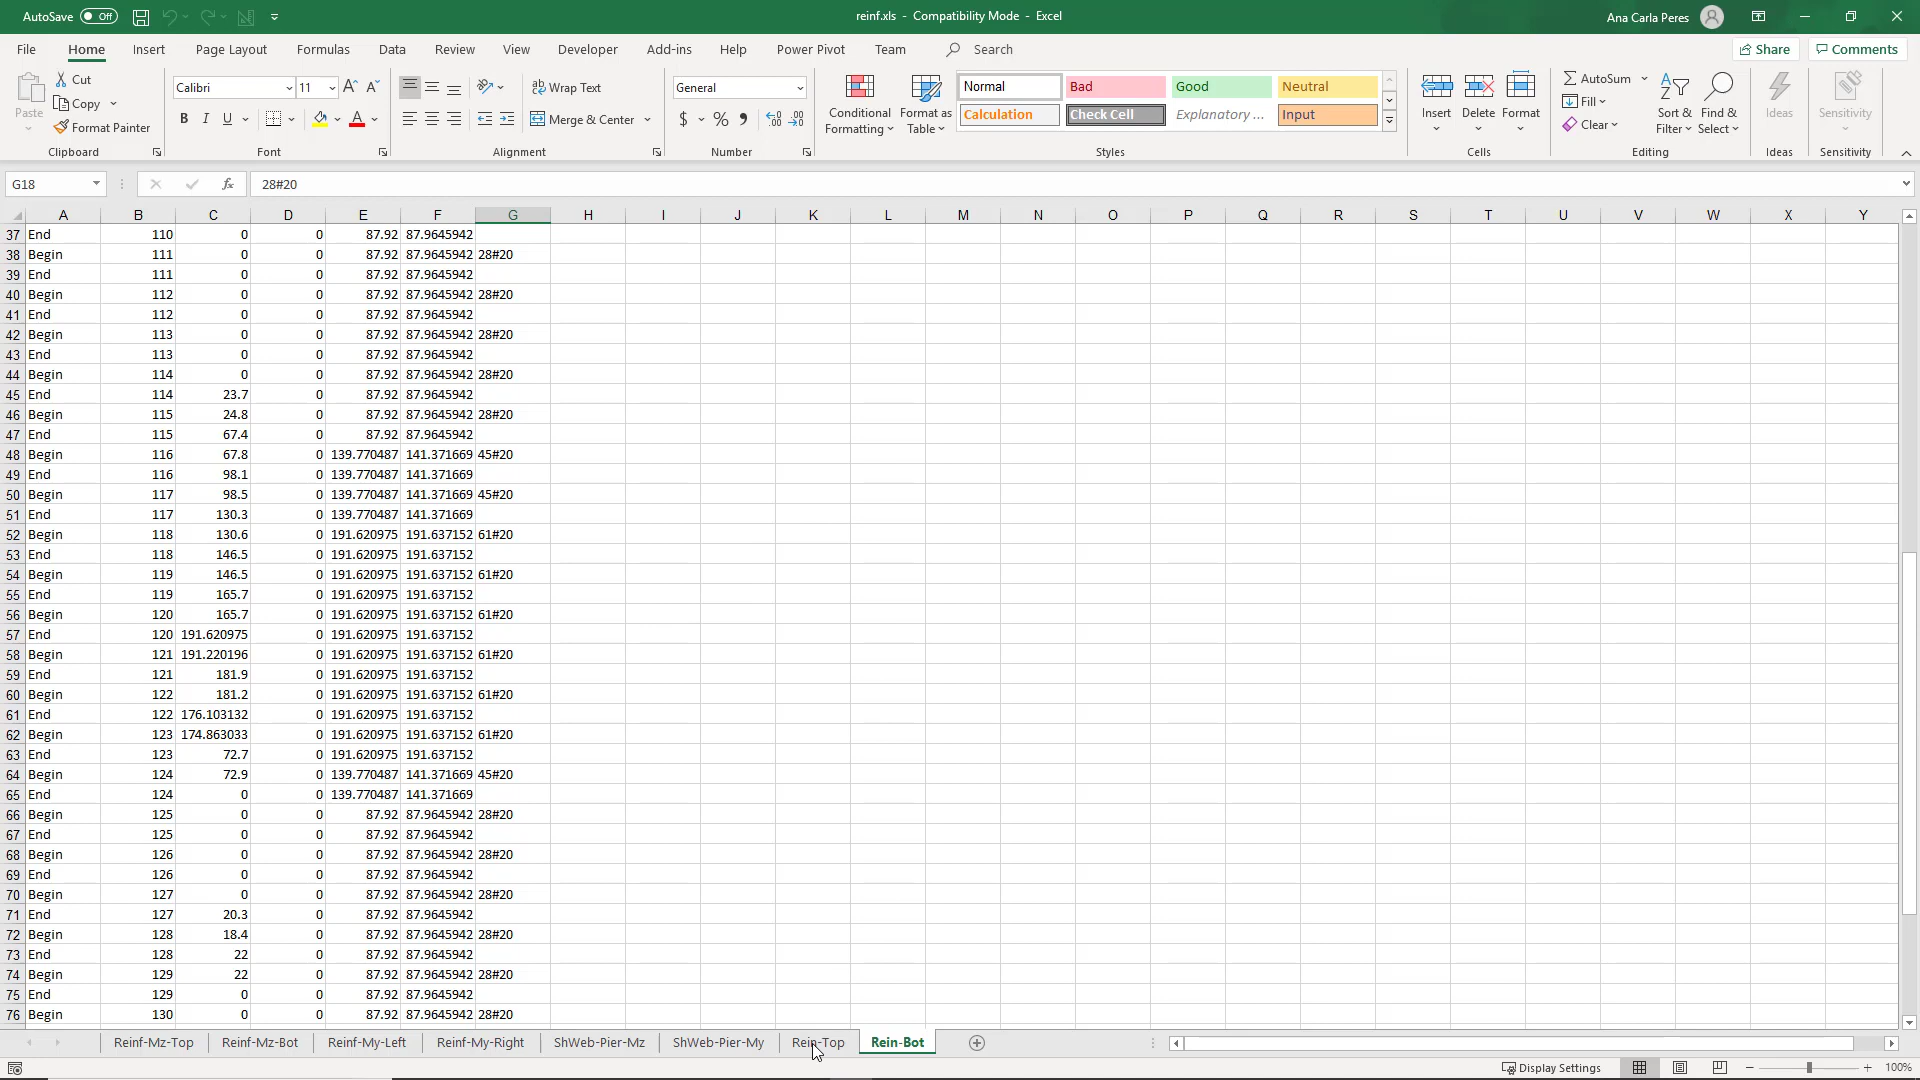 AutoSave Off reinf.xls - Compatibility Mode - Excel Ana Carla Peres
File Home Insert Page Layout Formulas Data Review View Developer Add-ins Help Power Pivot Team Search Share Comments
Cut
Copy
Format Painter
Paste
Clipboard
Calibri 11
B I U
Font
Wrap Text
Merge & Center
Alignment
General
$ % 9
Number
Conditional Formatting
Format as Table
Normal Bad Good Neutral
Calculation Check Cell Explanatory ... Input
Styles
Insert Delete Format
Cells
AutoSum
Fill
Clear
Sort & Filter
Find & Select
Editing
Ideas
Ideas
Sensitivity
Sensitivity
G18 fx 28#20
A B C D E F G H I J K L M N O P Q R S T U V W X Y
37 End 110 0 0 87.92 87.9645942
38 Begin 111 0 0 87.92 87.9645942 28#20
39 End 111 0 0 87.92 87.9645942
40 Begin 112 0 0 87.92 87.9645942 28#20
41 End 112 0 0 87.92 87.9645942
42 Begin 113 0 0 87.92 87.9645942 28#20
43 End 113 0 0 87.92 87.9645942
44 Begin 114 0 0 87.92 87.9645942 28#20
45 End 114 23.7 0 87.92 87.9645942
46 Begin 115 24.8 0 87.92 87.9645942 28#20
47 End 115 67.4 0 87.92 87.9645942
48 Begin 116 67.8 0 139.770487 141.371669 45#20
49 End 116 98.1 0 139.770487 141.371669
50 Begin 117 98.5 0 139.770487 141.371669 45#20
51 End 117 130.3 0 139.770487 141.371669
52 Begin 118 130.6 0 191.620975 191.637152 61#20
53 End 118 146.5 0 191.620975 191.637152
54 Begin 119 146.5 0 191.620975 191.637152 61#20
55 End 119 165.7 0 191.620975 191.637152
56 Begin 120 165.7 0 191.620975 191.637152 61#20
57 End 120 191.620975 0 191.620975 191.637152
58 Begin 121 191.220196 0 191.620975 191.637152 61#20
59 End 121 181.9 0 191.620975 191.637152
60 Begin 122 181.2 0 191.620975 191.637152 61#20
61 End 122 176.103132 0 191.620975 191.637152
62 Begin 123 174.863033 0 191.620975 191.637152 61#20
63 End 123 72.7 0 191.620975 191.637152
64 Begin 124 72.9 0 139.770487 141.371669 45#20
65 End 124 0 0 139.770487 141.371669
66 Begin 125 0 0 87.92 87.9645942 28#20
67 End 125 0 0 87.92 87.9645942
68 Begin 126 0 0 87.92 87.9645942 28#20
69 End 126 0 0 87.92 87.9645942
70 Begin 127 0 0 87.92 87.9645942 28#20
71 End 127 20.3 0 87.92 87.9645942
72 Begin 128 18.4 0 87.92 87.9645942 28#20
73 End 128 22 0 87.92 87.9645942
74 Begin 129 22 0 87.92 87.9645942 28#20
75 End 129 0 0 87.92 87.9645942
76 Begin 130 0 0 87.92 87.9645942 28#20
Reinf-Mz-Top Reinf-Mz-Bot Reinf-My-Left Reinf-My-Right ShWeb-Pier-Mz ShWeb-Pier-My Rein-Top Rein-Bot
Display Settings 100%